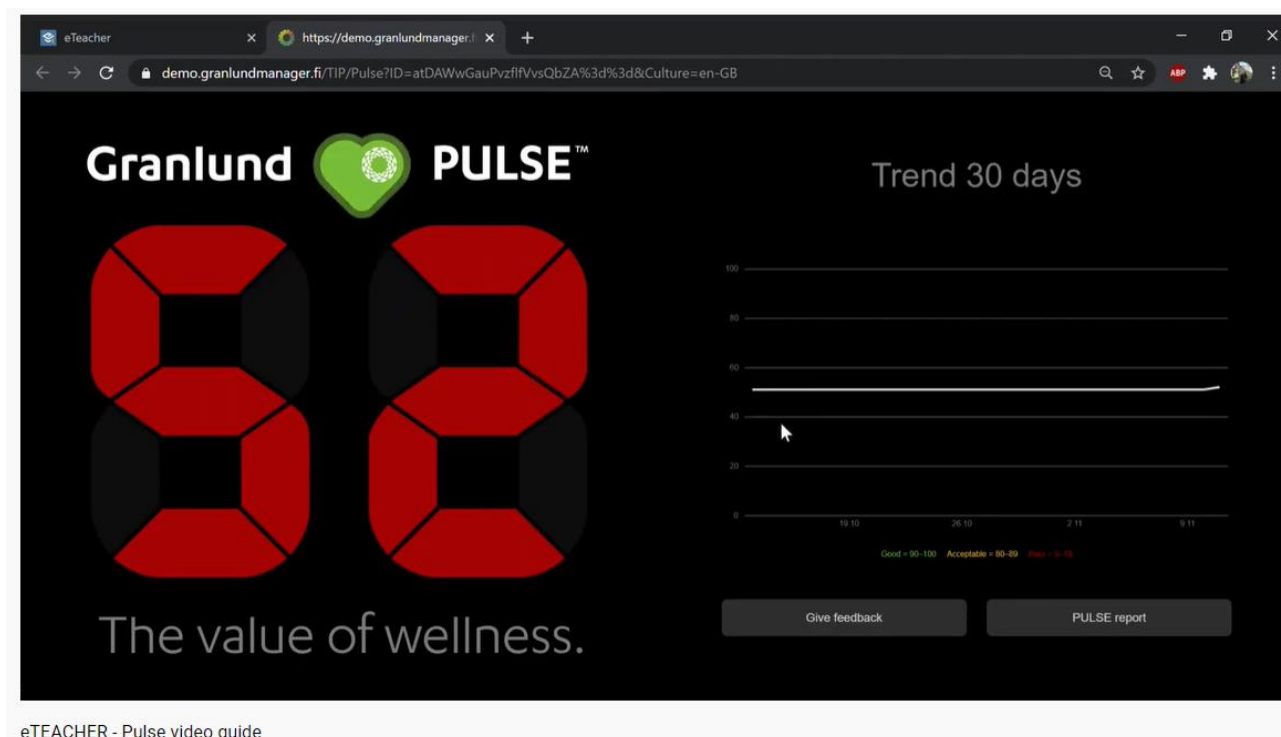 eTeacher
https://demo.granlundmanager.f
demo.granlundmanager.fi/TIP/Pulse?ID=atDAWwGauPvzflfVvsQbZA%3d%3d&Culture=en-GB
ABP
Granlund PULSE™
Trend 30 days
52
100
80
60
40
20
0
19.10 26.10 2.11 9.11
Good = 90-100 Acceptable = 80-89
Give feedback PULSE report
The value of wellness.
eTEACHER - Pulse video guide